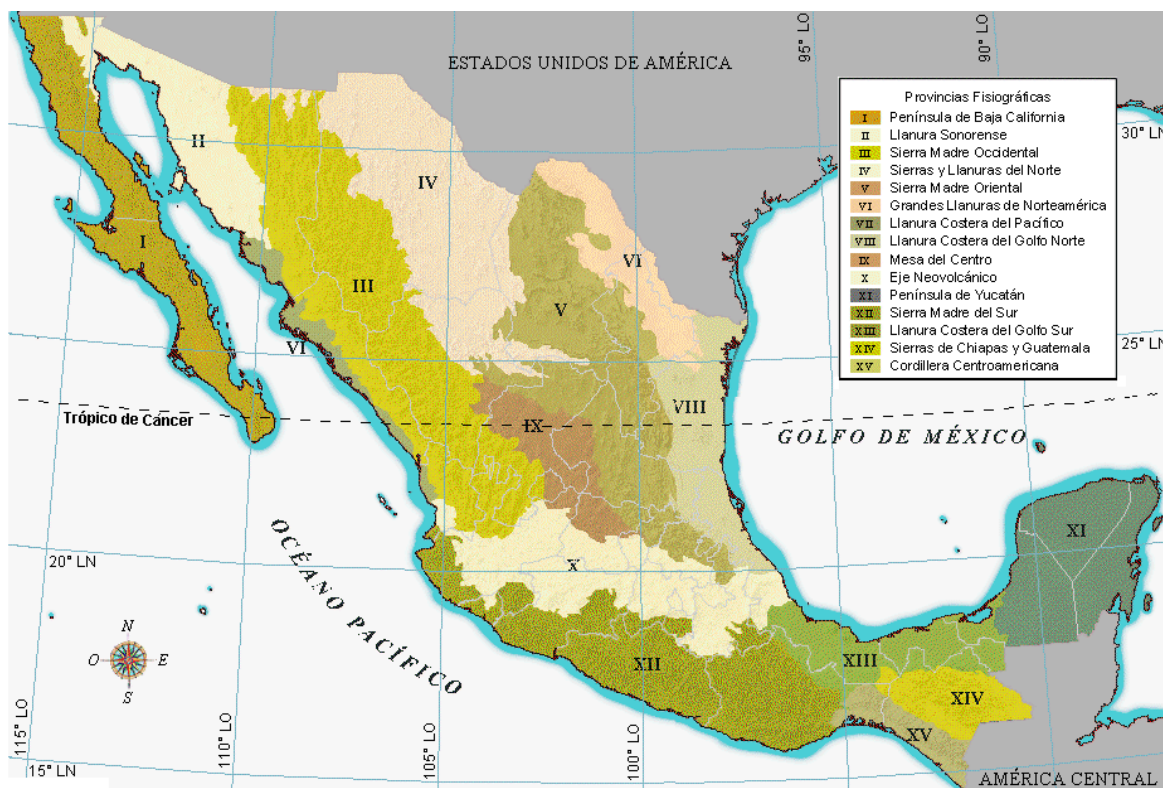 95° LO
90° LO
ESTADOS UNIDOS DE AMÉRICA
Provincias Fisiográficas
I Península de Baja California
II Llanura Sonorense
III Sierra Madre Occidental
IV Sierras y Llanuras del Norte
V Sierra Madre Oriental
VI Grandes Llanuras de Norteamérica
VII Llanura Costera del Pacífico
VIII Llanura Costera del Golfo Norte
IX Mesa del Centro
X Eje Neovolcánico
XI Península de Yucatán
XII Sierra Madre del Sur
XIII Llanura Costera del Golfo Sur
XIV Sierras de Chiapas y Guatemala
XV Cordillera Centroamericana
30° LN
II
IV
I
VI
III
V
25° LN
VI
VIII
Trópico de Cáncer
IX
GOLFO DE MÉXICO
OCÉANO PACÍFICO
XI
20° LN
X
N
O
E
S
XII
XIII
XIV
XV
115° LO
110° LO
105° LO
100° LO
15° LN
AMÉRICA CENTRAL